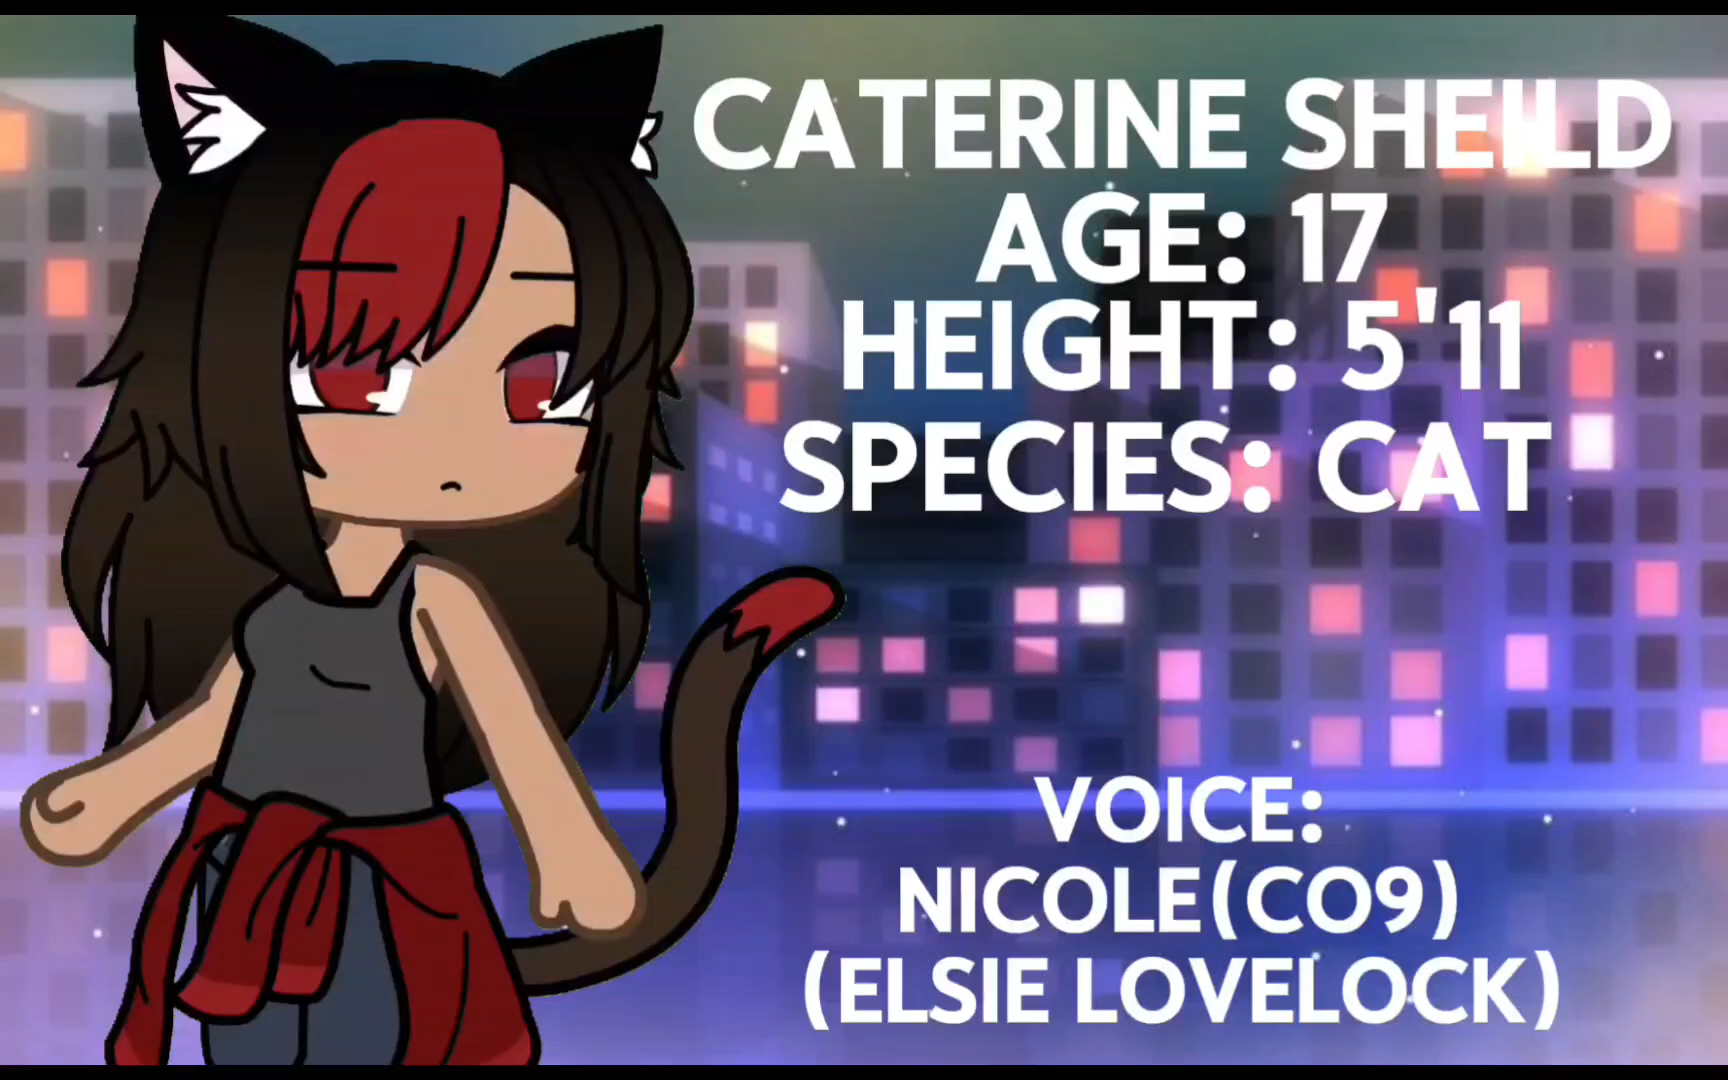 CATERINE SHEILD
AGE: 17
HEIGHT: 5'11
SPECIES: CAT
VOICE:
NICOLE(CO9)
(ELSIE LOVELOCK)